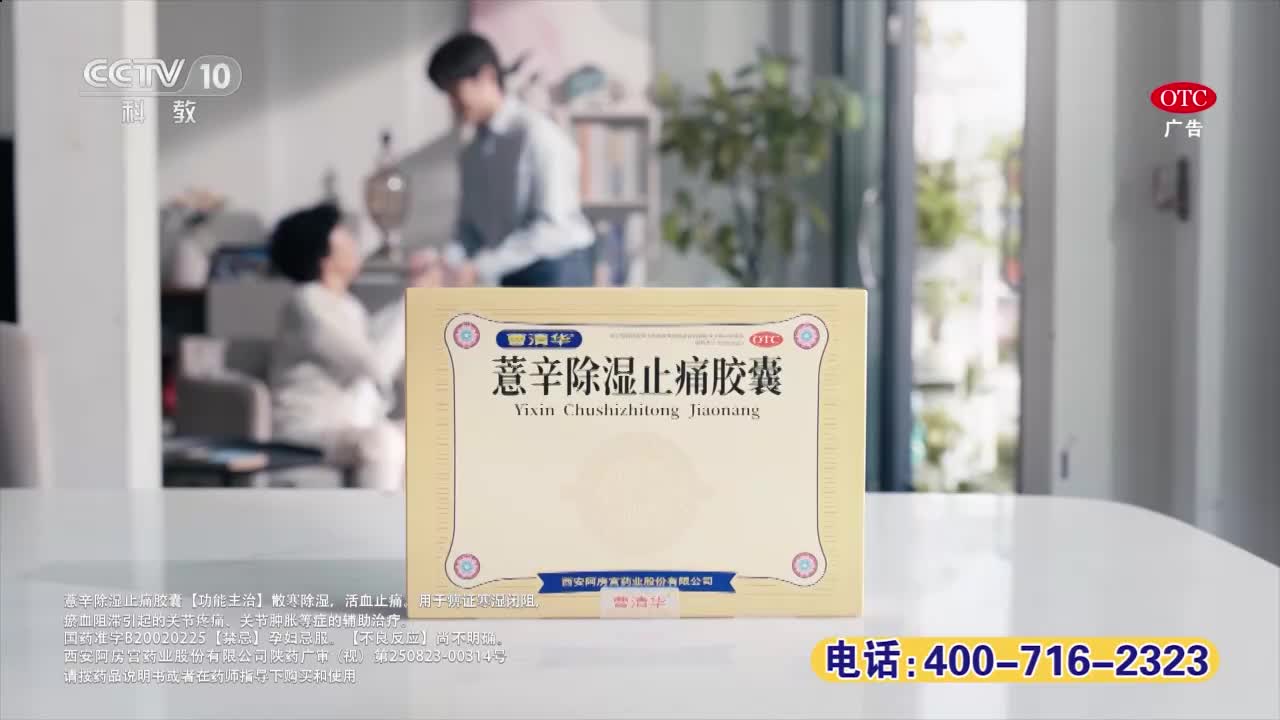 CCTV 10
科教
OTC
广告
曹清华
OTC
薏辛除湿止痛胶囊
Yixin Chushizhitong Jiaonang
西安阿房宫药业股份有限公司
曹清华
薏辛除湿止痛胶囊【功能主治】散寒除湿，活血止痛。用于痹证寒湿闭阻，
瘀血阻滞引起的关节疼痛、关节肿胀等症的辅助治疗。
国药准字B20020225【禁忌】孕妇忌服。【不良反应】尚不明确。
西安阿房宫药业股份有限公司陕药广审（视）第250823-00314号
请按药品说明书或者在药师指导下购买和使用
电话:400-716-2323